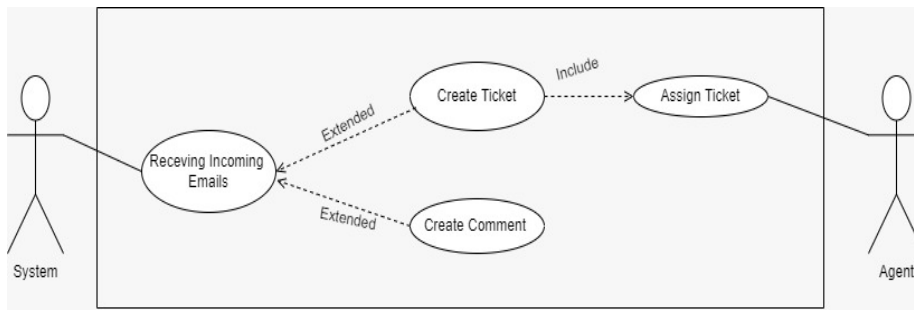 Include
Create Ticket
Assign Ticket
Extended
Receving Incoming
Emails
Extended
Create Comment
System
Agent